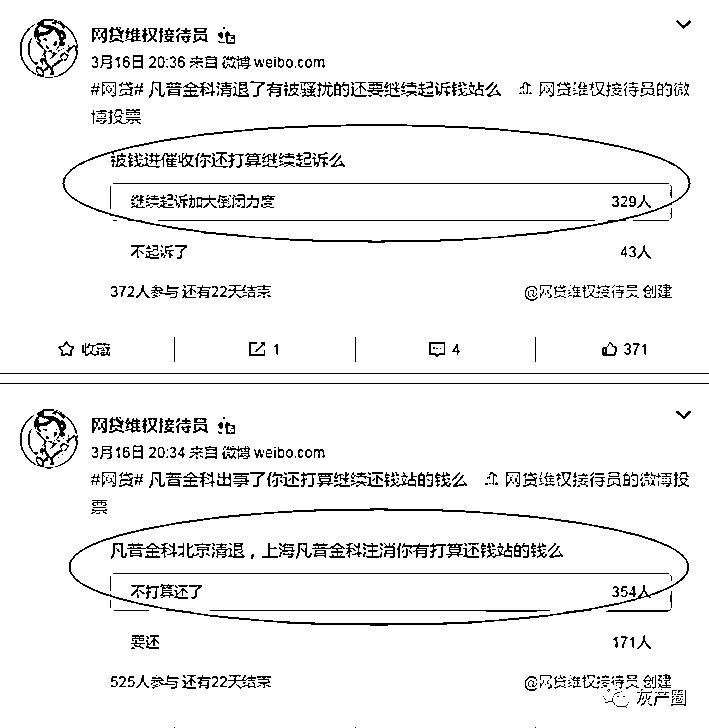 网贷维权接待员
3月16日 20:36 来自 微博 weibo.com
#网贷# 凡普金科清退了有被骚扰的还要继续起诉钱站么 网贷维权接待员的微
博投票
被钱进催收你还打算继续起诉么
继续起诉加大倒闭力度 329人
不起诉了 43人
372人参与 还有22天结束 @网贷维权接待员 创建
收藏 1 4 371
网贷维权接待员
3月16日 20:34 来自 微博 weibo.com
#网贷# 凡普金科出事了你还打算继续还钱站的钱么 网贷维权接待员的微博投
票
凡普金科北京清退，上海凡普金科注消你有打算还钱站的钱么
不打算还了 354人
要还 171人
525人参与 还有22天结束 @网贷维权接待员 创建
灰产圈